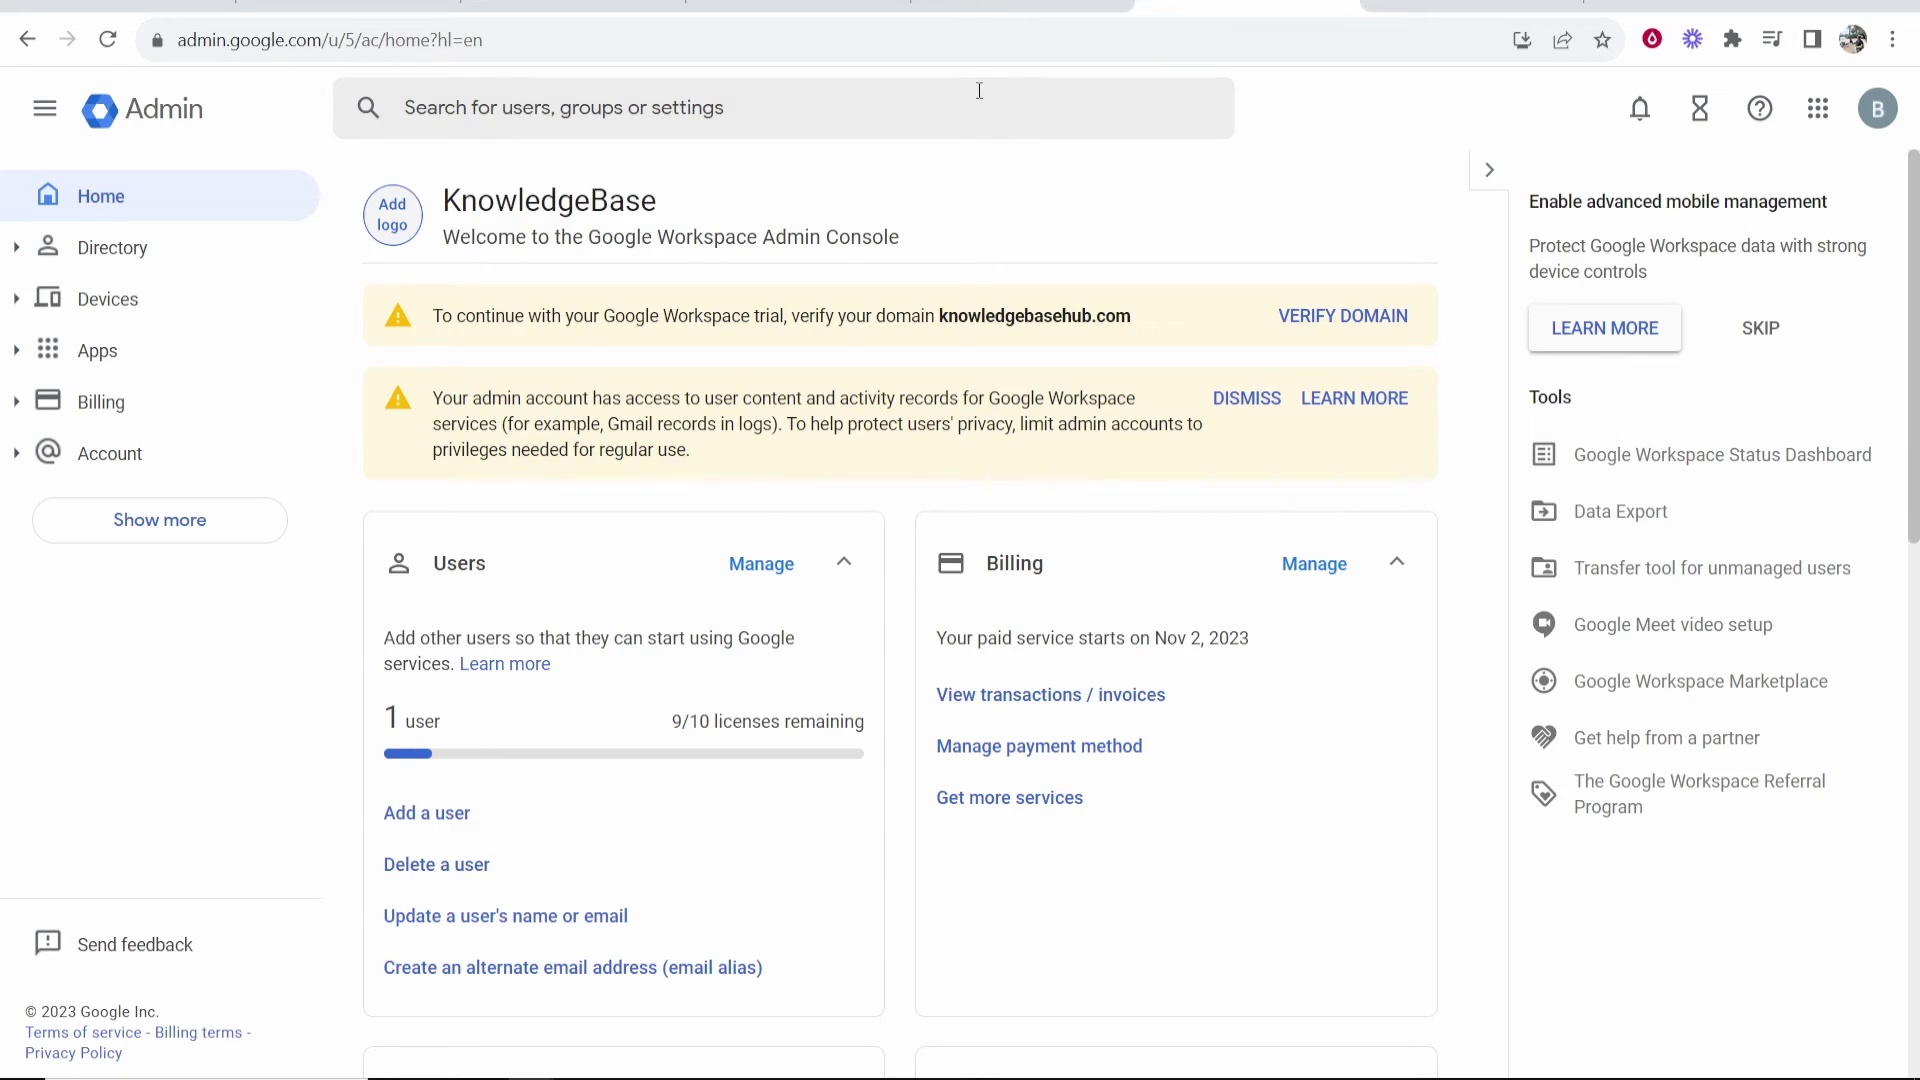 admin.google.com/u/5/ac/home?hl=en
Admin
Search for users, groups or settings
B
Home
Directory
Devices
Apps
Billing
Account
Show more
Send feedback
© 2023 Google Inc.
Terms of service - Billing terms -
Privacy Policy
Add
logo
KnowledgeBase
Welcome to the Google Workspace Admin Console
To continue with your Google Workspace trial, verify your domain knowledgebasehub.com
VERIFY DOMAIN
Your admin account has access to user content and activity records for Google Workspace
services (for example, Gmail records in logs). To help protect users' privacy, limit admin accounts to
privileges needed for regular use.
DISMISS LEARN MORE
Users
Manage
Add other users so that they can start using Google
services. Learn more
1 user
9/10 licenses remaining
Add a user
Delete a user
Update a user's name or email
Create an alternate email address (email alias)
Billing
Manage
Your paid service starts on Nov 2, 2023
View transactions / invoices
Manage payment method
Get more services
Enable advanced mobile management
Protect Google Workspace data with strong
device controls
LEARN MORE
SKIP
Tools
Google Workspace Status Dashboard
Data Export
Transfer tool for unmanaged users
Google Meet video setup
Google Workspace Marketplace
Get help from a partner
The Google Workspace Referral
Program